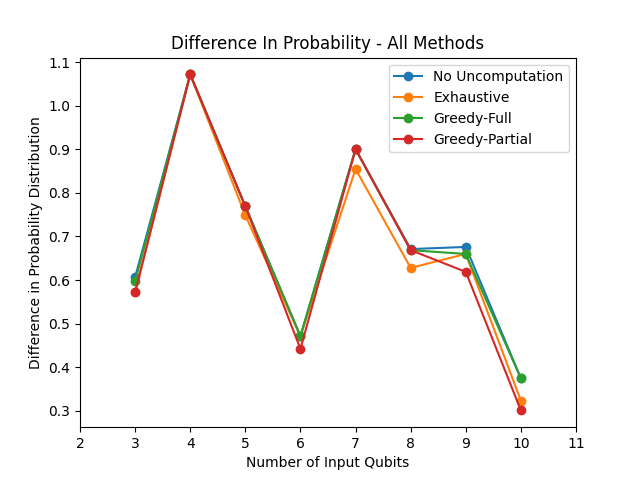 Difference In Probability - All Methods
No Uncomputation
Exhaustive
Greedy-Full
Greedy-Partial
Difference in Probability Distribution
1.1
1.0
0.9
0.8
0.7
0.6
0.5
0.4
0.3
2 3 4 5 6 7 8 9 10 11
Number of Input Qubits